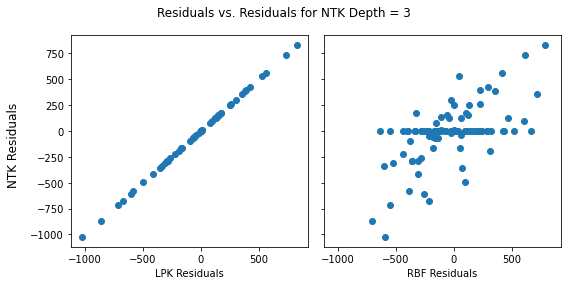 Residuals vs. Residuals for NTK Depth = 3
NTK Residuals
750
500
250
0
−250
−500
−750
−1000
−1000 −500 0 500
LPK Residuals
−1000 −500 0 500
RBF Residuals